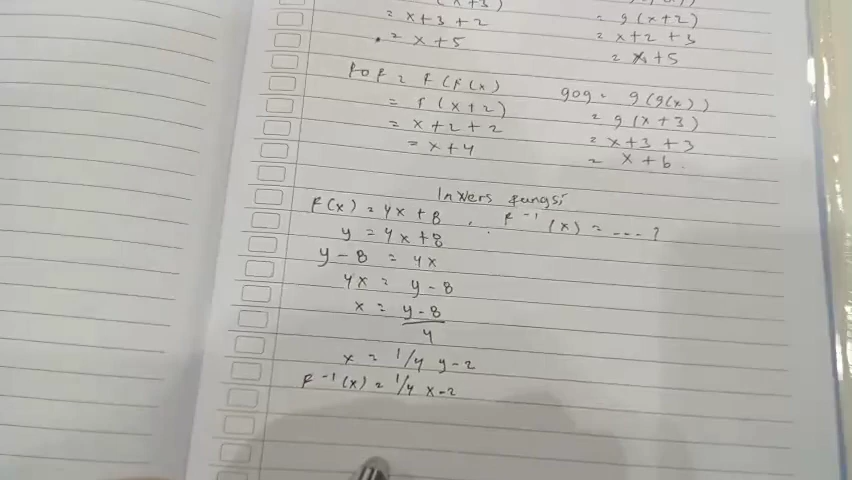 = x+3+2
= x+5
= g(x+2)
= x+2+3
= x+5
fof = f(f(x)
= f(x+2)
= x+2+2
= x+4
gog = g(g(x))
= g(x+3)
= x+3+3
= x+6.
Invers fungsi
f(x) = 4x+8, f⁻¹(x) = ---?
y = 4x+8
y-8 = 4x
4x = y-8
x = y-8
4
x = 1/4 y-2
f⁻¹(x) = 1/4 x-2